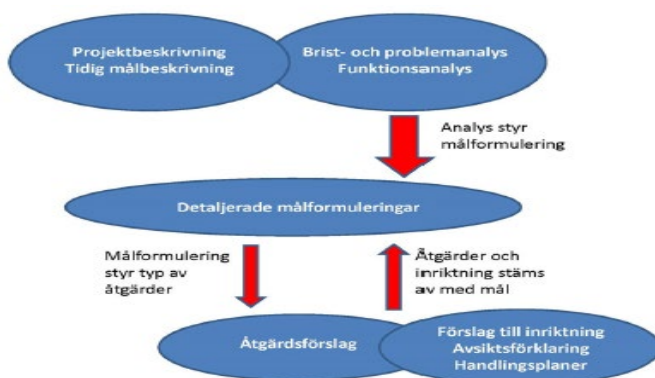 Projektbeskrivning
Tidig målbeskrivning
Brist- och problemanalys
Funktionsanalys
Analys styr
målformulering
Detaljerade målformuleringar
Målformulering
styr typ av
åtgärder
Åtgärder och
inriktning stäms
av med mål
Åtgärdsförslag
Förslag till inriktning
Avsiktsförklaring
Handlingsplaner